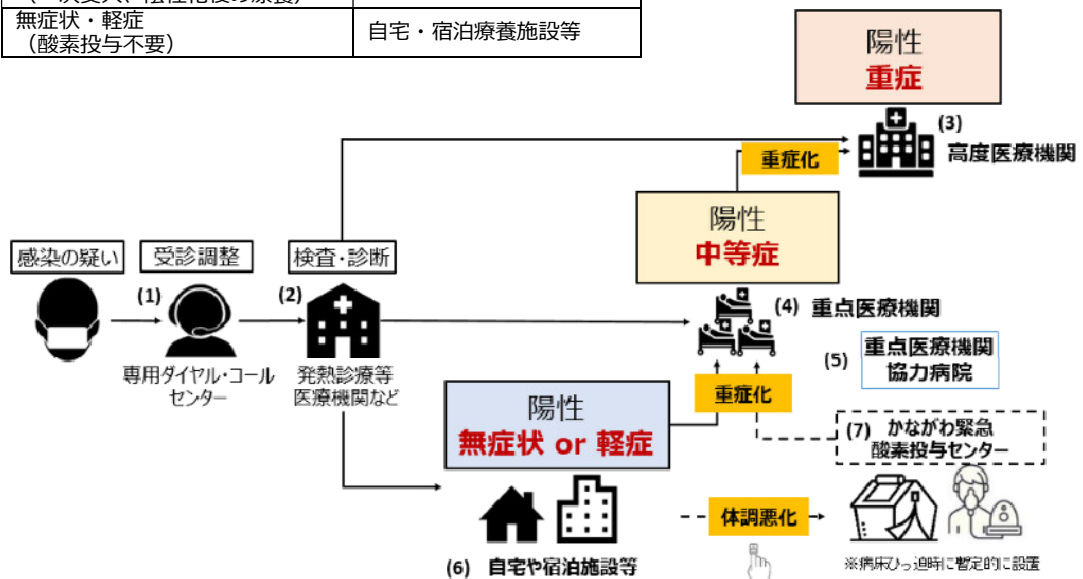 無症状・軽症
（酸素投与不要）
自宅・宿泊療養施設等
陽性
重症
(3)
高度医療機関
重症化
陽性
中等症
感染の疑い
受診調整
検査・診断
(1)
(2)
(4) 重点医療機関
(5)
重点医療機関
協力病院
専用ダイヤル・コール
センター
発熱診療等
医療機関など
重症化
陽性
無症状 or 軽症
(7) かながわ緊急
酸素投与センター
体調悪化
(6) 自宅や宿泊施設等
※病床ひっ迫時に暫定的に設置